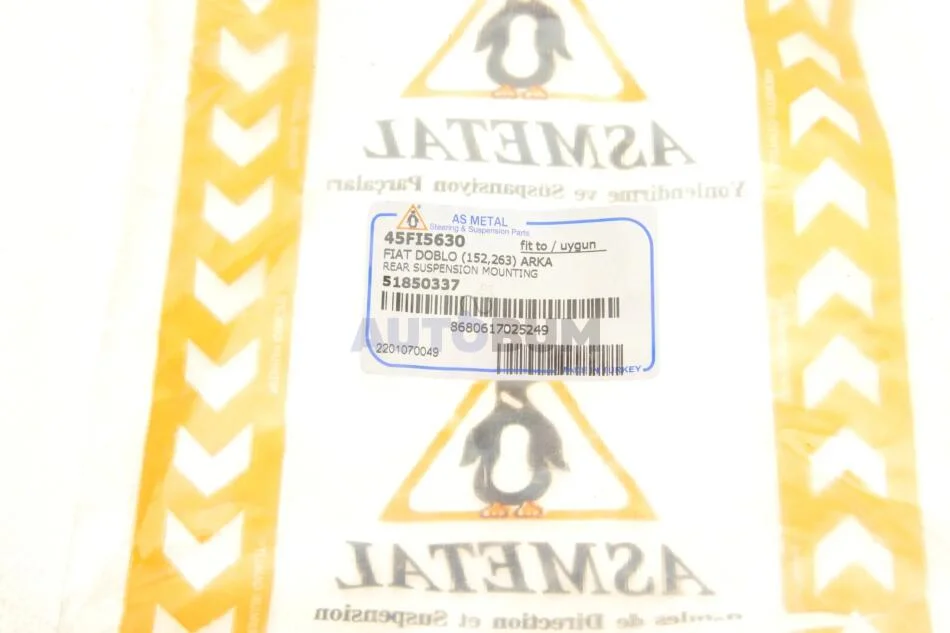 ASMETAL
Yönlendirme ve Süspansiyon Parçaları
AS METAL
Steering & Suspension Parts
45FI5630
fit to / uygun
FIAT DOBLO (152,263) ARKA
REAR SUSPENSION MOUNTING
51850337
8680617025249
AUTORUM
2201070049
MADE IN TURKEY
ASMETAL
de Direction et Suspension